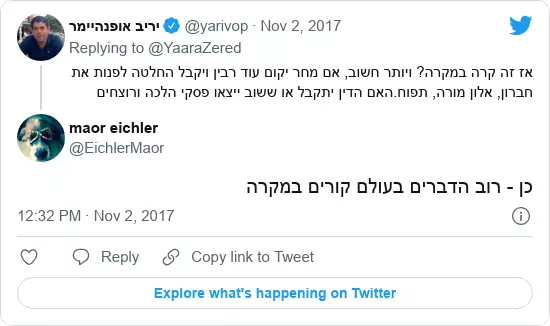 יריב אופנהיימר @yarivop · Nov 2, 2017
Replying to @YaaraZered
אז זה קרה במקרה? ויותר חשוב, אם מחר יקום עוד רבין ויקבל החלטה לפנות את
חברון, אלון מורה, תפוח.האם הדין יתקבל או ששוב ייצאו פסקי הלכה ורוצחים
maor eichler
@EichlerMaor
כן - רוב הדברים בעולם קורים במקרה
12:32 PM · Nov 2, 2017
Reply
Copy link to Tweet
Explore what's happening on Twitter